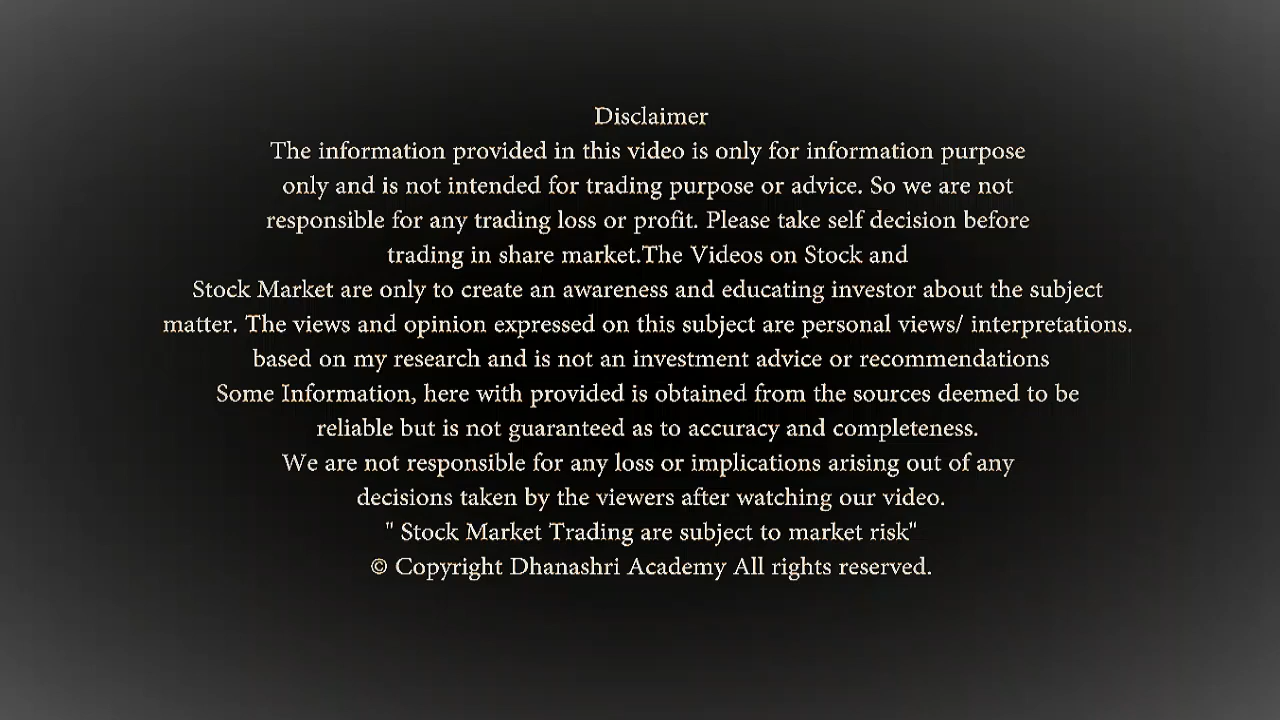 Disclaimer
The information provided in this video is only for information purpose
only and is not intended for trading purpose or advice. So we are not
responsible for any trading loss or profit. Please take self decision before
trading in share market.The Videos on Stock and
Stock Market are only to create an awareness and educating investor about the subject
matter. The views and opinion expressed on this subject are personal views/ interpretations.
based on my research and is not an investment advice or recommendations
Some Information, here with provided is obtained from the sources deemed to be
reliable but is not guaranteed as to accuracy and completeness.
We are not responsible for any loss or implications arising out of any
decisions taken by the viewers after watching our video.
" Stock Market Trading are subject to market risk"
© Copyright Dhanashri Academy All rights reserved.